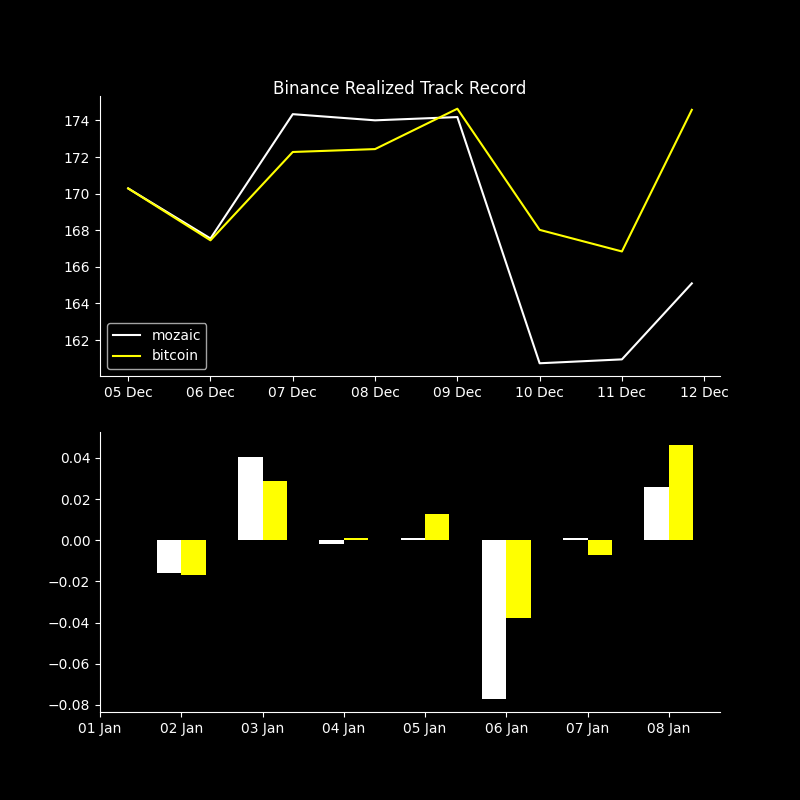 Binance Realized Track Record
174
172
170
168
166
164
162
mozaic
bitcoin
05 Dec 06 Dec 07 Dec 08 Dec 09 Dec 10 Dec 11 Dec 12 Dec
0.04
0.02
0.00
−0.02
−0.04
−0.06
−0.08
01 Jan 02 Jan 03 Jan 04 Jan 05 Jan 06 Jan 07 Jan 08 Jan